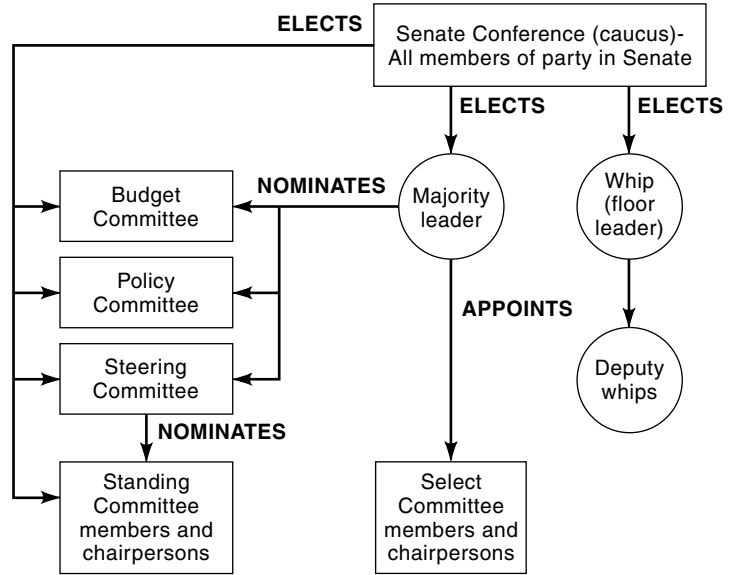 ELECTS
Senate Conference (caucus)-
All members of party in Senate
ELECTS
ELECTS
NOMINATES
Budget
Committee
Majority
leader
Whip
(floor
leader)
Policy
Committee
APPOINTS
Steering
Committee
Deputy
whips
NOMINATES
Standing
Committee
members and
chairpersons
Select
Committee
members and
chairpersons